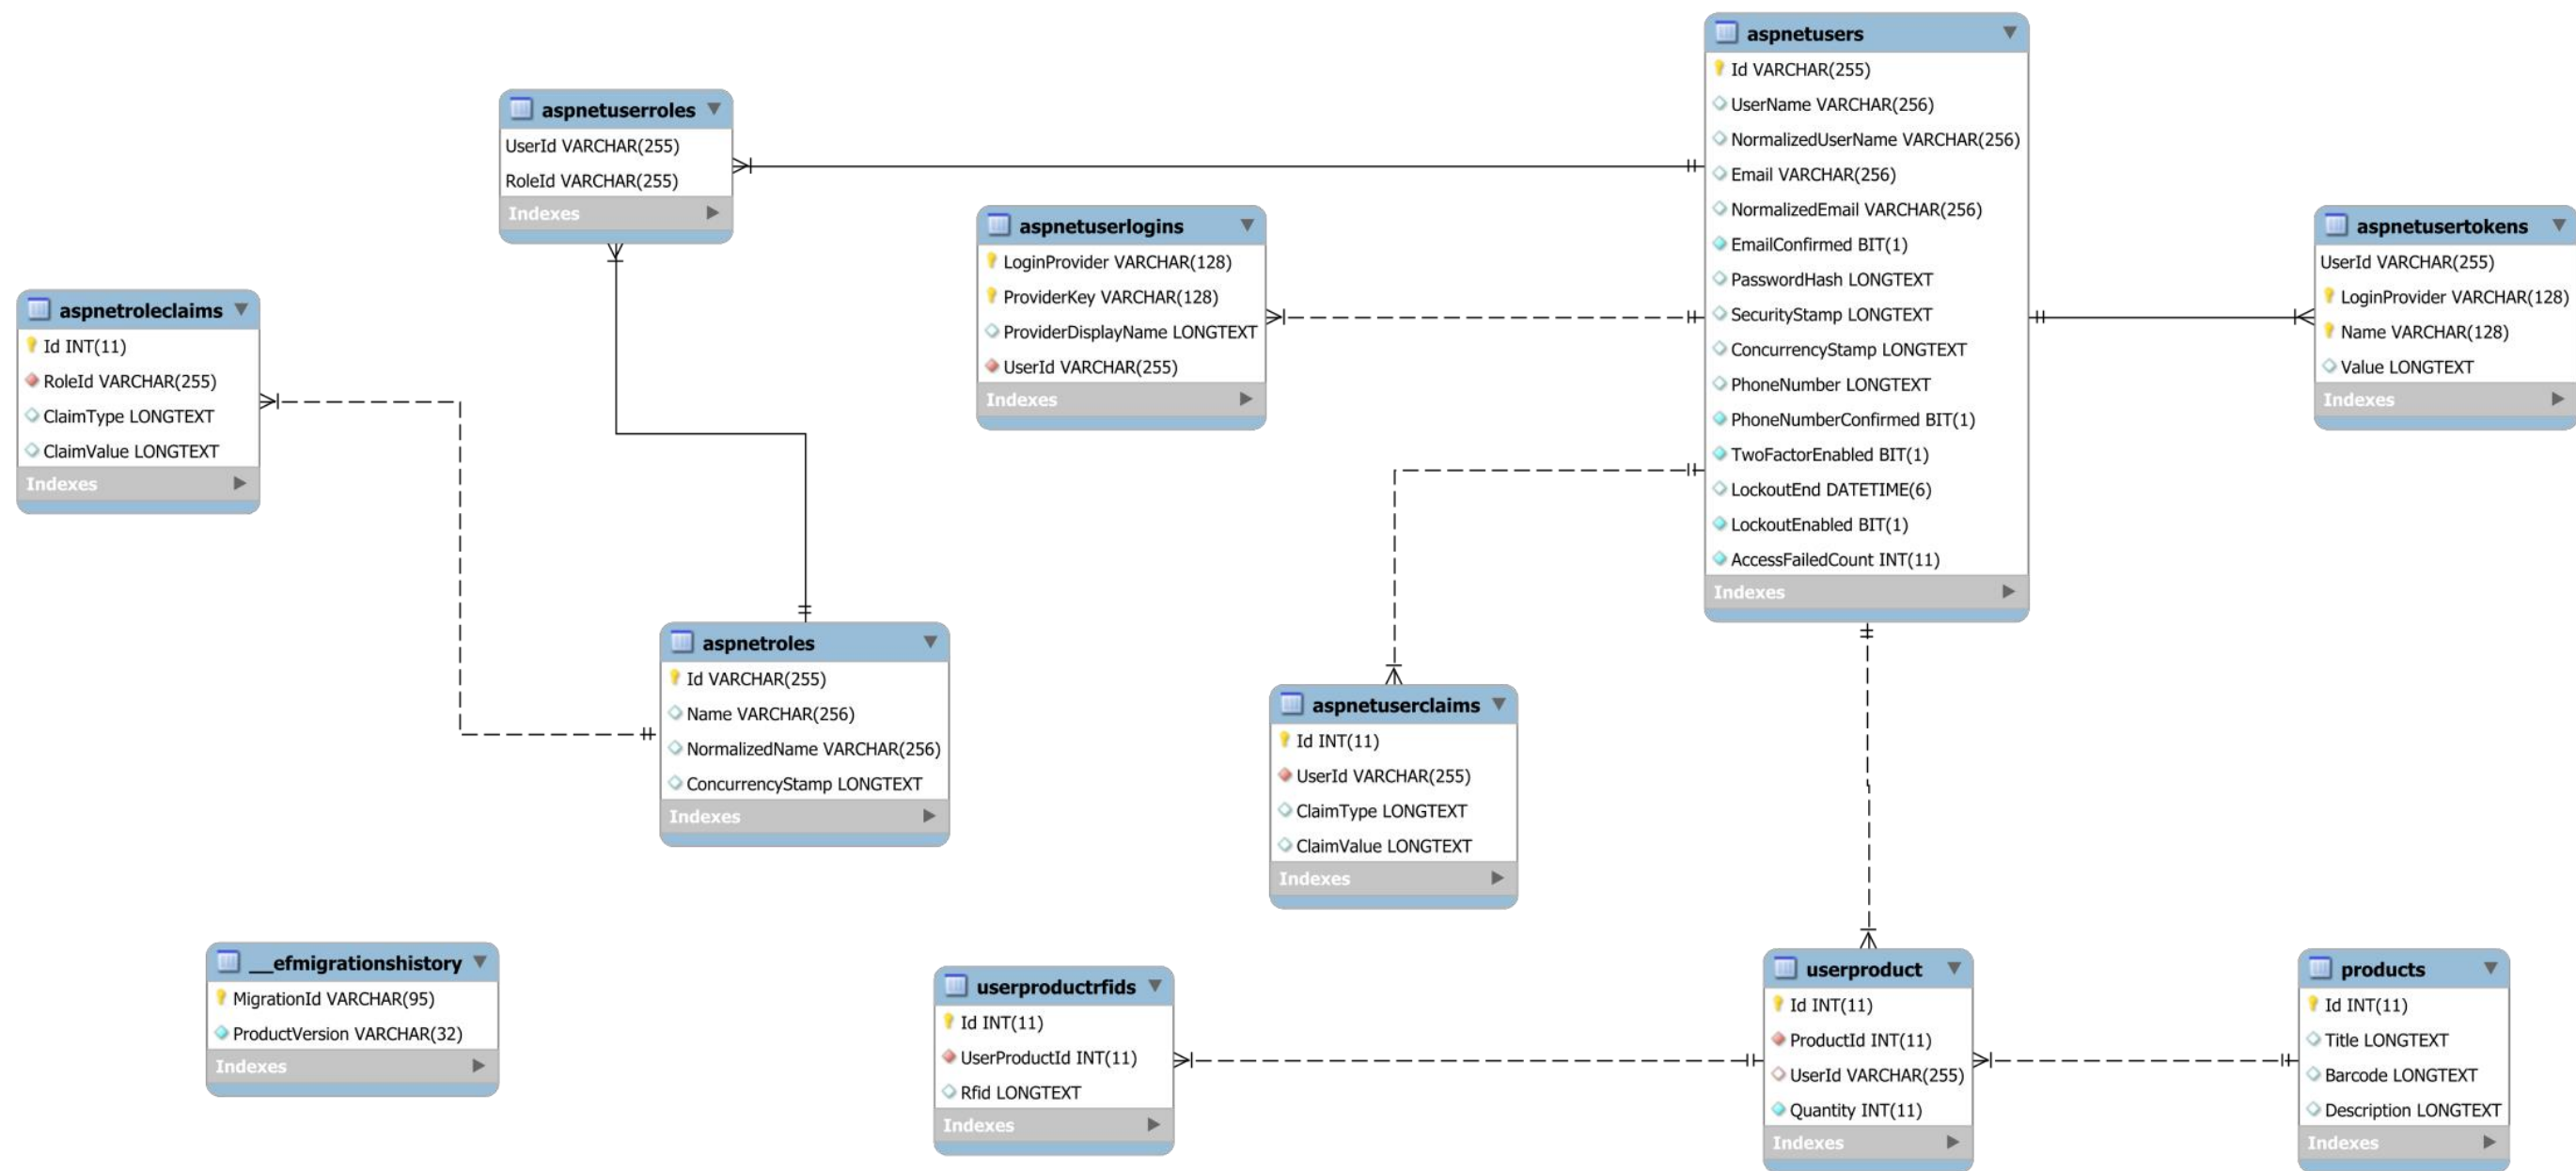 aspnetusers
Id VARCHAR(255)
UserName VARCHAR(256)
NormalizedUserName VARCHAR(256)
Email VARCHAR(256)
NormalizedEmail VARCHAR(256)
EmailConfirmed BIT(1)
PasswordHash LONGTEXT
SecurityStamp LONGTEXT
ConcurrencyStamp LONGTEXT
PhoneNumber LONGTEXT
PhoneNumberConfirmed BIT(1)
TwoFactorEnabled BIT(1)
LockoutEnd DATETIME(6)
LockoutEnabled BIT(1)
AccessFailedCount INT(11)
Indexes
aspnetuserroles
UserId VARCHAR(255)
RoleId VARCHAR(255)
Indexes
aspnetuserlogins
LoginProvider VARCHAR(128)
ProviderKey VARCHAR(128)
ProviderDisplayName LONGTEXT
UserId VARCHAR(255)
Indexes
aspnetusertokens
UserId VARCHAR(255)
LoginProvider VARCHAR(128)
Name VARCHAR(128)
Value LONGTEXT
Indexes
aspnetroleclaims
Id INT(11)
RoleId VARCHAR(255)
ClaimType LONGTEXT
ClaimValue LONGTEXT
Indexes
aspnetroles
Id VARCHAR(255)
Name VARCHAR(256)
NormalizedName VARCHAR(256)
ConcurrencyStamp LONGTEXT
Indexes
aspnetuserclaims
Id INT(11)
UserId VARCHAR(255)
ClaimType LONGTEXT
ClaimValue LONGTEXT
Indexes
__efmigrationshistory
MigrationId VARCHAR(95)
ProductVersion VARCHAR(32)
Indexes
userproductrfids
Id INT(11)
UserProductId INT(11)
Rfid LONGTEXT
Indexes
userproduct
Id INT(11)
ProductId INT(11)
UserId VARCHAR(255)
Quantity INT(11)
Indexes
products
Id INT(11)
Title LONGTEXT
Barcode LONGTEXT
Description LONGTEXT
Indexes